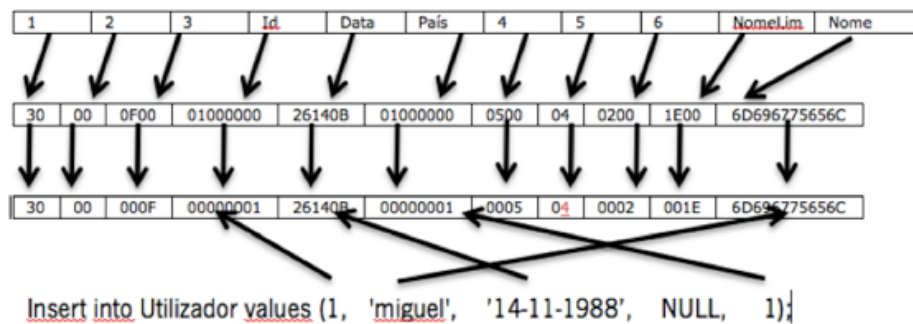 1 2 3 Id Data País 4 5 6 NomeLim Nome
30 00 0F00 01000000 26140B 01000000 0500 04 0200 1E00 6D696775656C
30 00 000F 00000001 26140B 00000001 0005 04 0002 001E 6D696775656C
Insert into Utilizador values (1, 'miguel', '14-11-1988', NULL, 1);